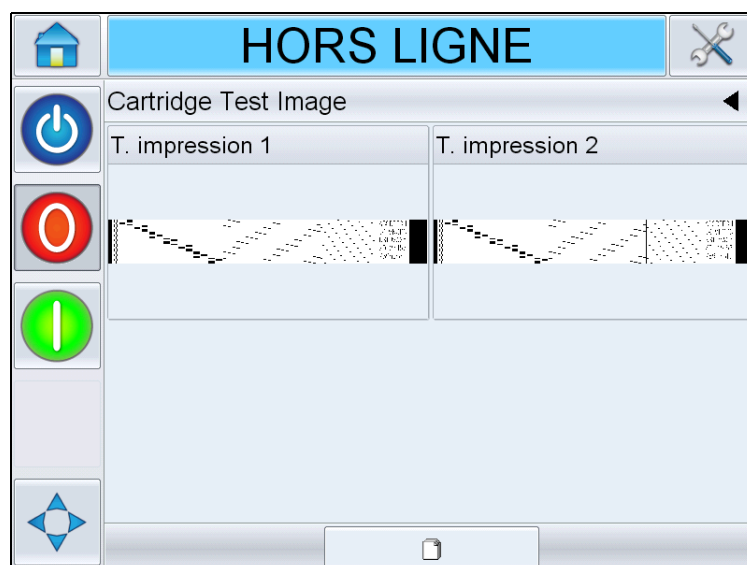 HORS LIGNE
Cartridge Test Image
T. impression 1
T. impression 2